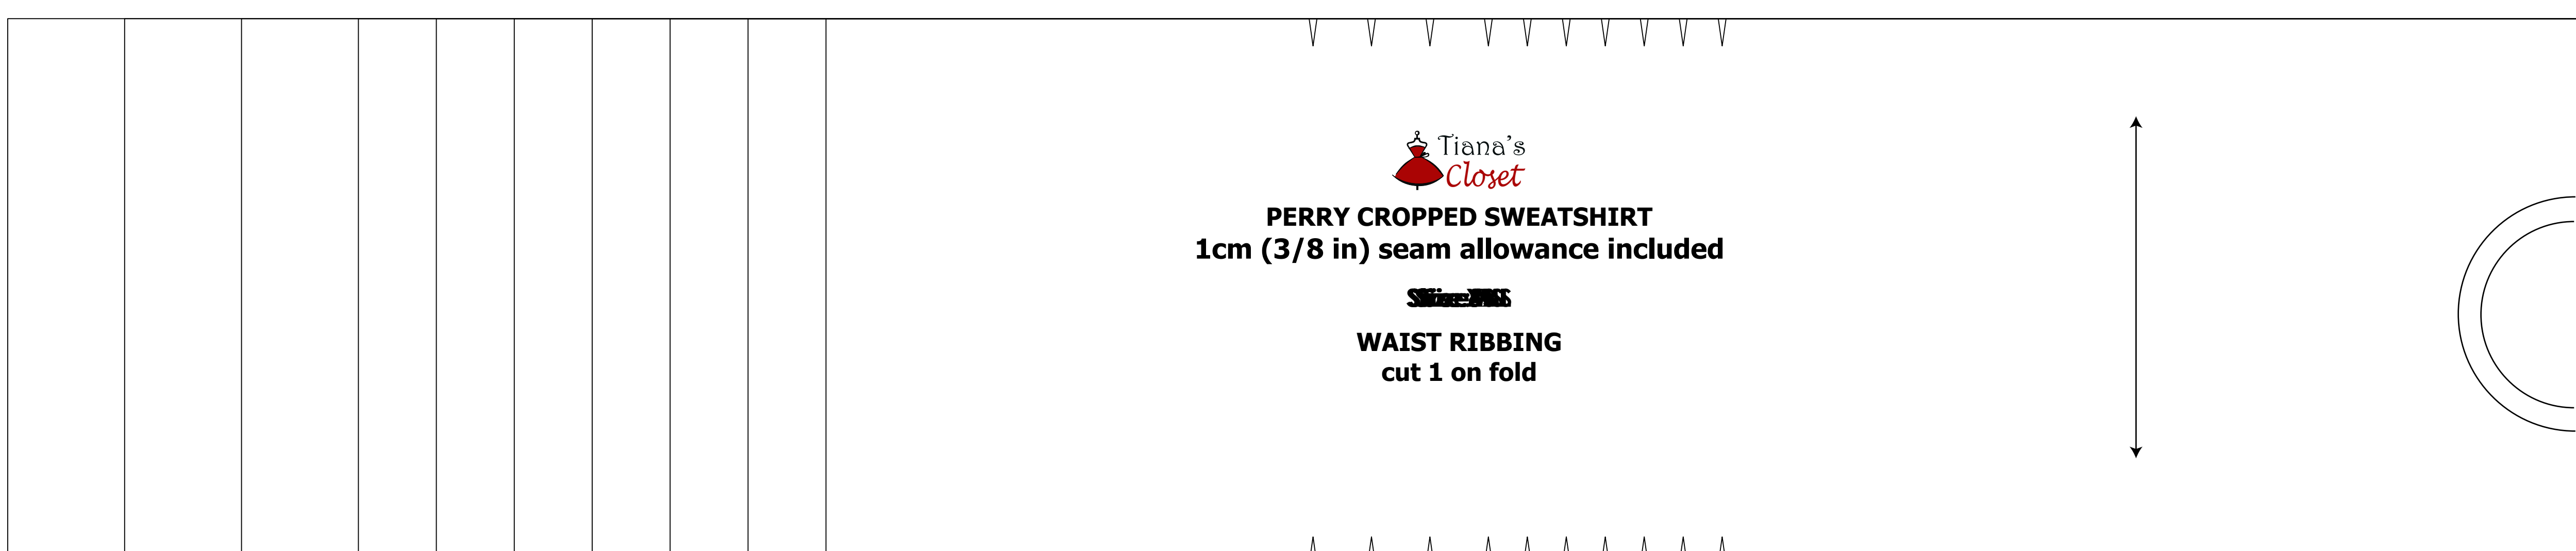 Tiana's
Closet
PERRY CROPPED SWEATSHIRT
1cm (3/8 in) seam allowance included
WAIST RIBBING
cut 1 on fold